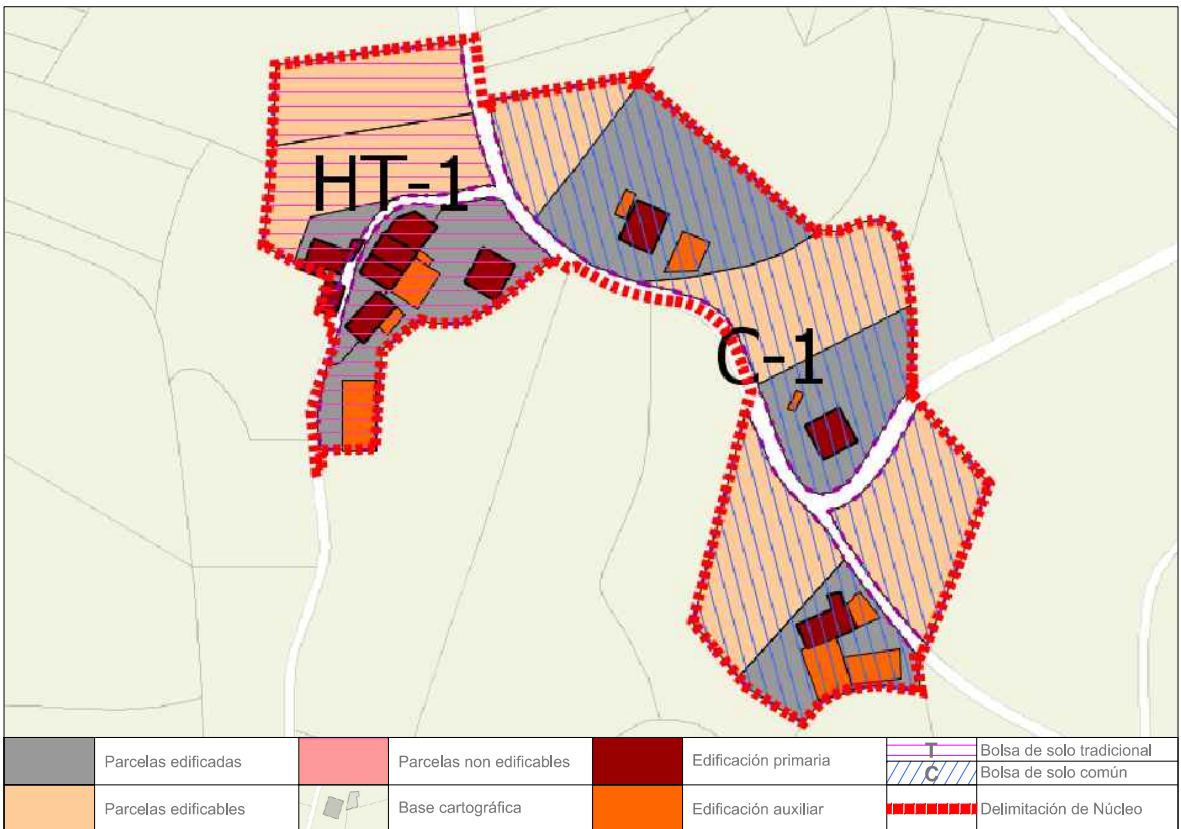 HT-1
C-1
Parcelas edificadas
Parcelas non edificables
Edificación primaria
T
Bolsa de solo tradicional
C
Bolsa de solo común
Parcelas edificables
Base cartográfica
Edificación auxiliar
Delimitación de Núcleo